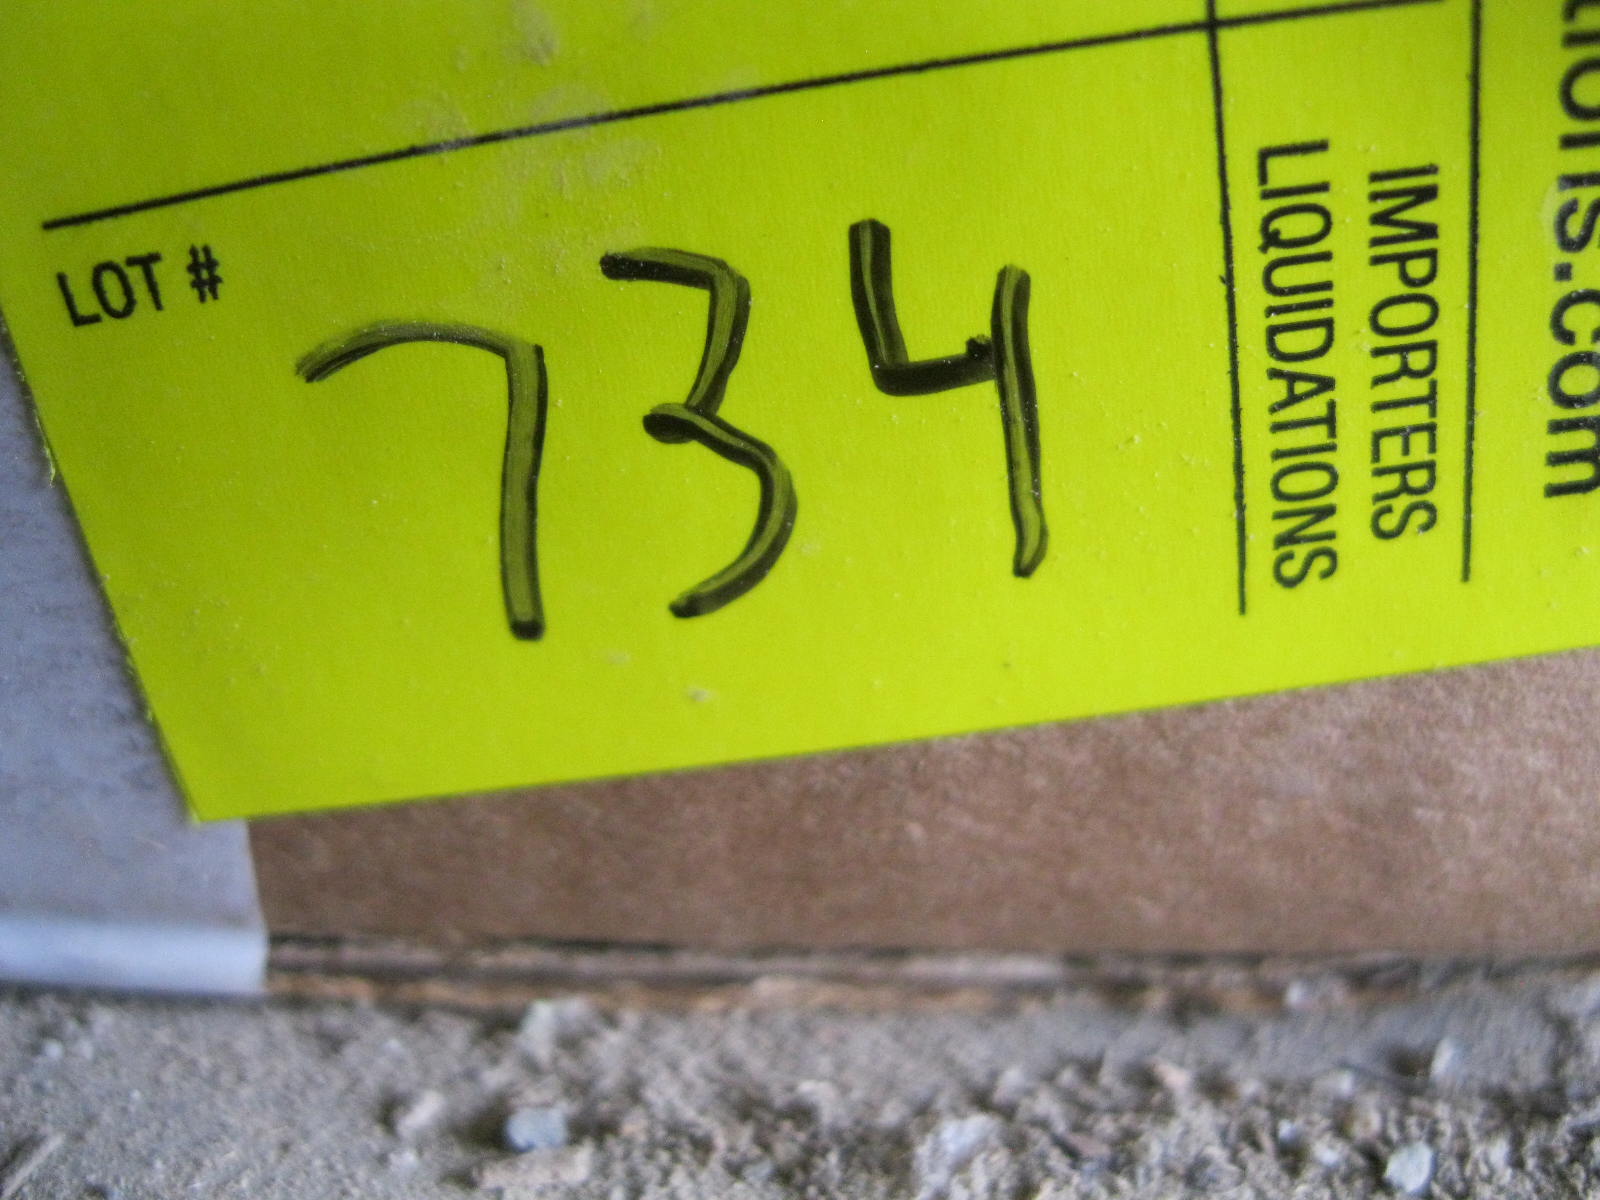 LOT #
734
IMPORTERS
LIQUIDATIONS